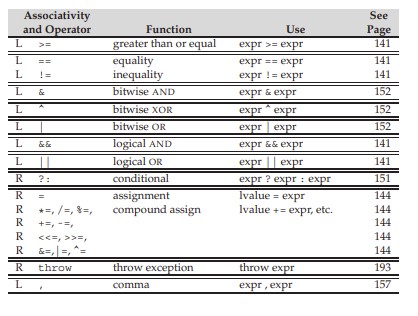 Associativity See
and Operator Function Use Page
L >= greater than or equal expr >= expr 141
L == equality expr == expr 141
L != inequality expr != expr 141
L & bitwise AND expr & expr 152
L ^ bitwise XOR expr ^ expr 152
L | bitwise OR expr | expr 152
L && logical AND expr && expr 141
L || logical OR expr || expr 141
R ?: conditional expr ? expr : expr 151
R = assignment lvalue = expr 144
R *=, /=, %=, compound assign lvalue += expr, etc. 144
R +=, -=, 144
R <<=, >>=, 144
R &=, |=, ^= 144
R throw throw exception throw expr 193
L , comma expr , expr 157